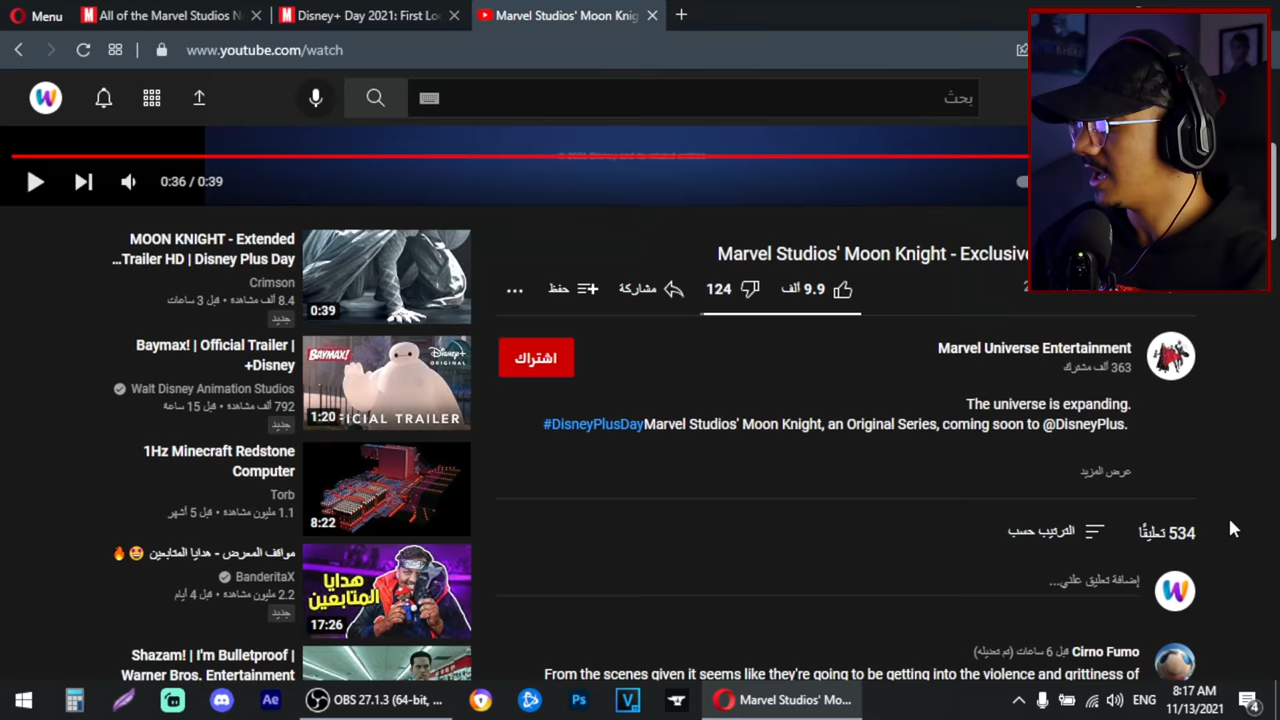 Menu
All of the Marvel Studios N
Disney+ Day 2021: First Lo
Marvel Studios' Moon Knig
www.youtube.com/watch
بحث
0:36 / 0:39
MOON KNIGHT - Extended
...Trailer HD | Disney Plus Day
Crimson
8.4 ألف مشاهدة • قبل 3 ساعات
جديد
0:39
Baymax! | Official Trailer |
+Disney
Walt Disney Animation Studios
792 ألف مشاهدة • قبل 15 ساعة
جديد
BAYMAX!
Disney+
ORIGINAL
FICIAL TRAILER
1:20
1Hz Minecraft Redstone
Computer
Torb
1.1 مليون مشاهدة • قبل 5 أشهر
8:22
مواقف المعرض - هدايا المتابعين 😍🔥
BanderitaX
2.2 مليون مشاهدة • قبل 4 أيام
جديد
هدايا
المتابعين
17:26
Shazam! | I'm Bulletproof |
Warner Bros. Entertainment
Marvel Studios' Moon Knight - Exclusive
حفظ
مشاركة
124
9.9 ألف
اشتراك
Marvel Universe Entertainment
363 ألف مشترك
The universe is expanding.
#DisneyPlusDayMarvel Studios' Moon Knight, an Original Series, coming soon to @DisneyPlus.
عرض المزيد
534 تعليقًا
الترتيب حسب
إضافة تعليق علني...
Cirno Fumo قبل 6 ساعات (تم تعديله)
From the scenes given it seems like they're going to be getting into the violence and grittiness of
Ae
OBS 27.1.3 (64-bit, ...
Ps
V
Marvel Studios' Mo...
ENG
8:17 AM
11/13/2021
4